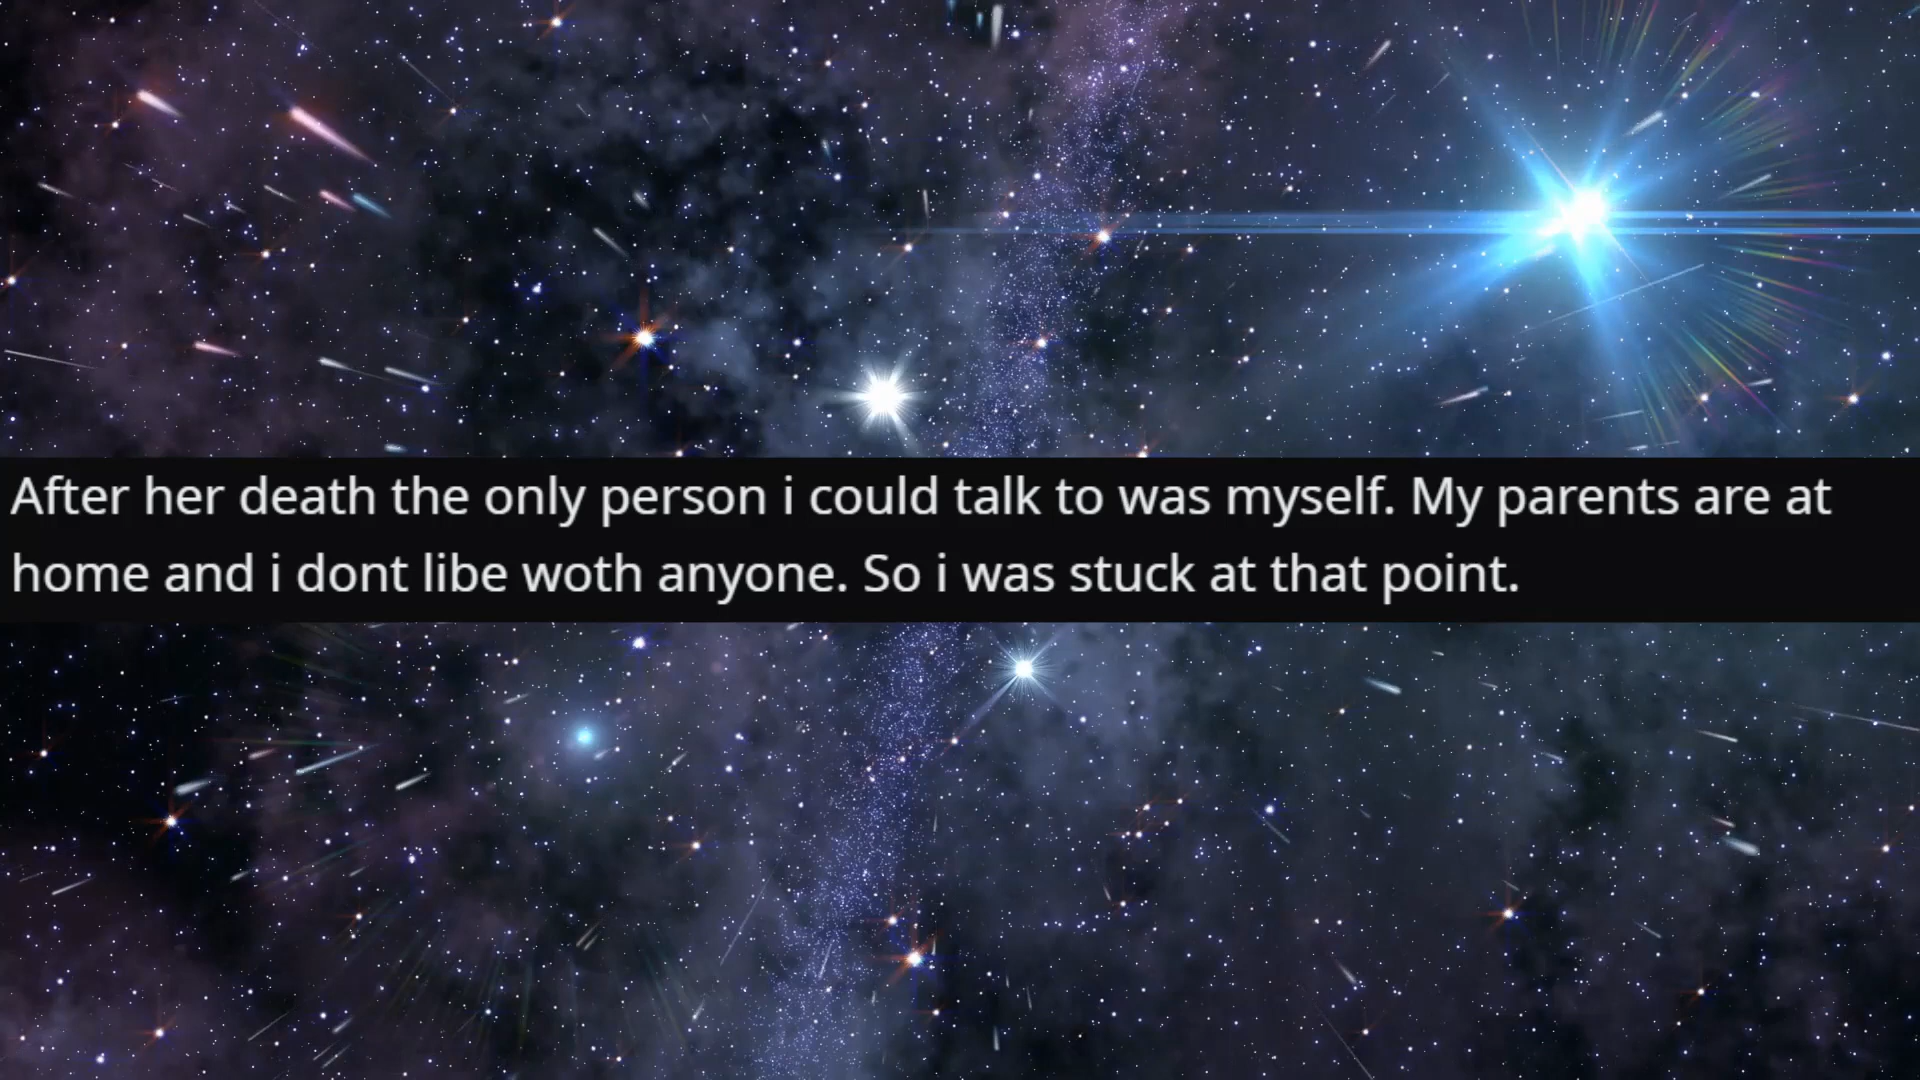 After her death the only person i could talk to was myself. My parents are at
home and i dont libe woth anyone. So i was stuck at that point.